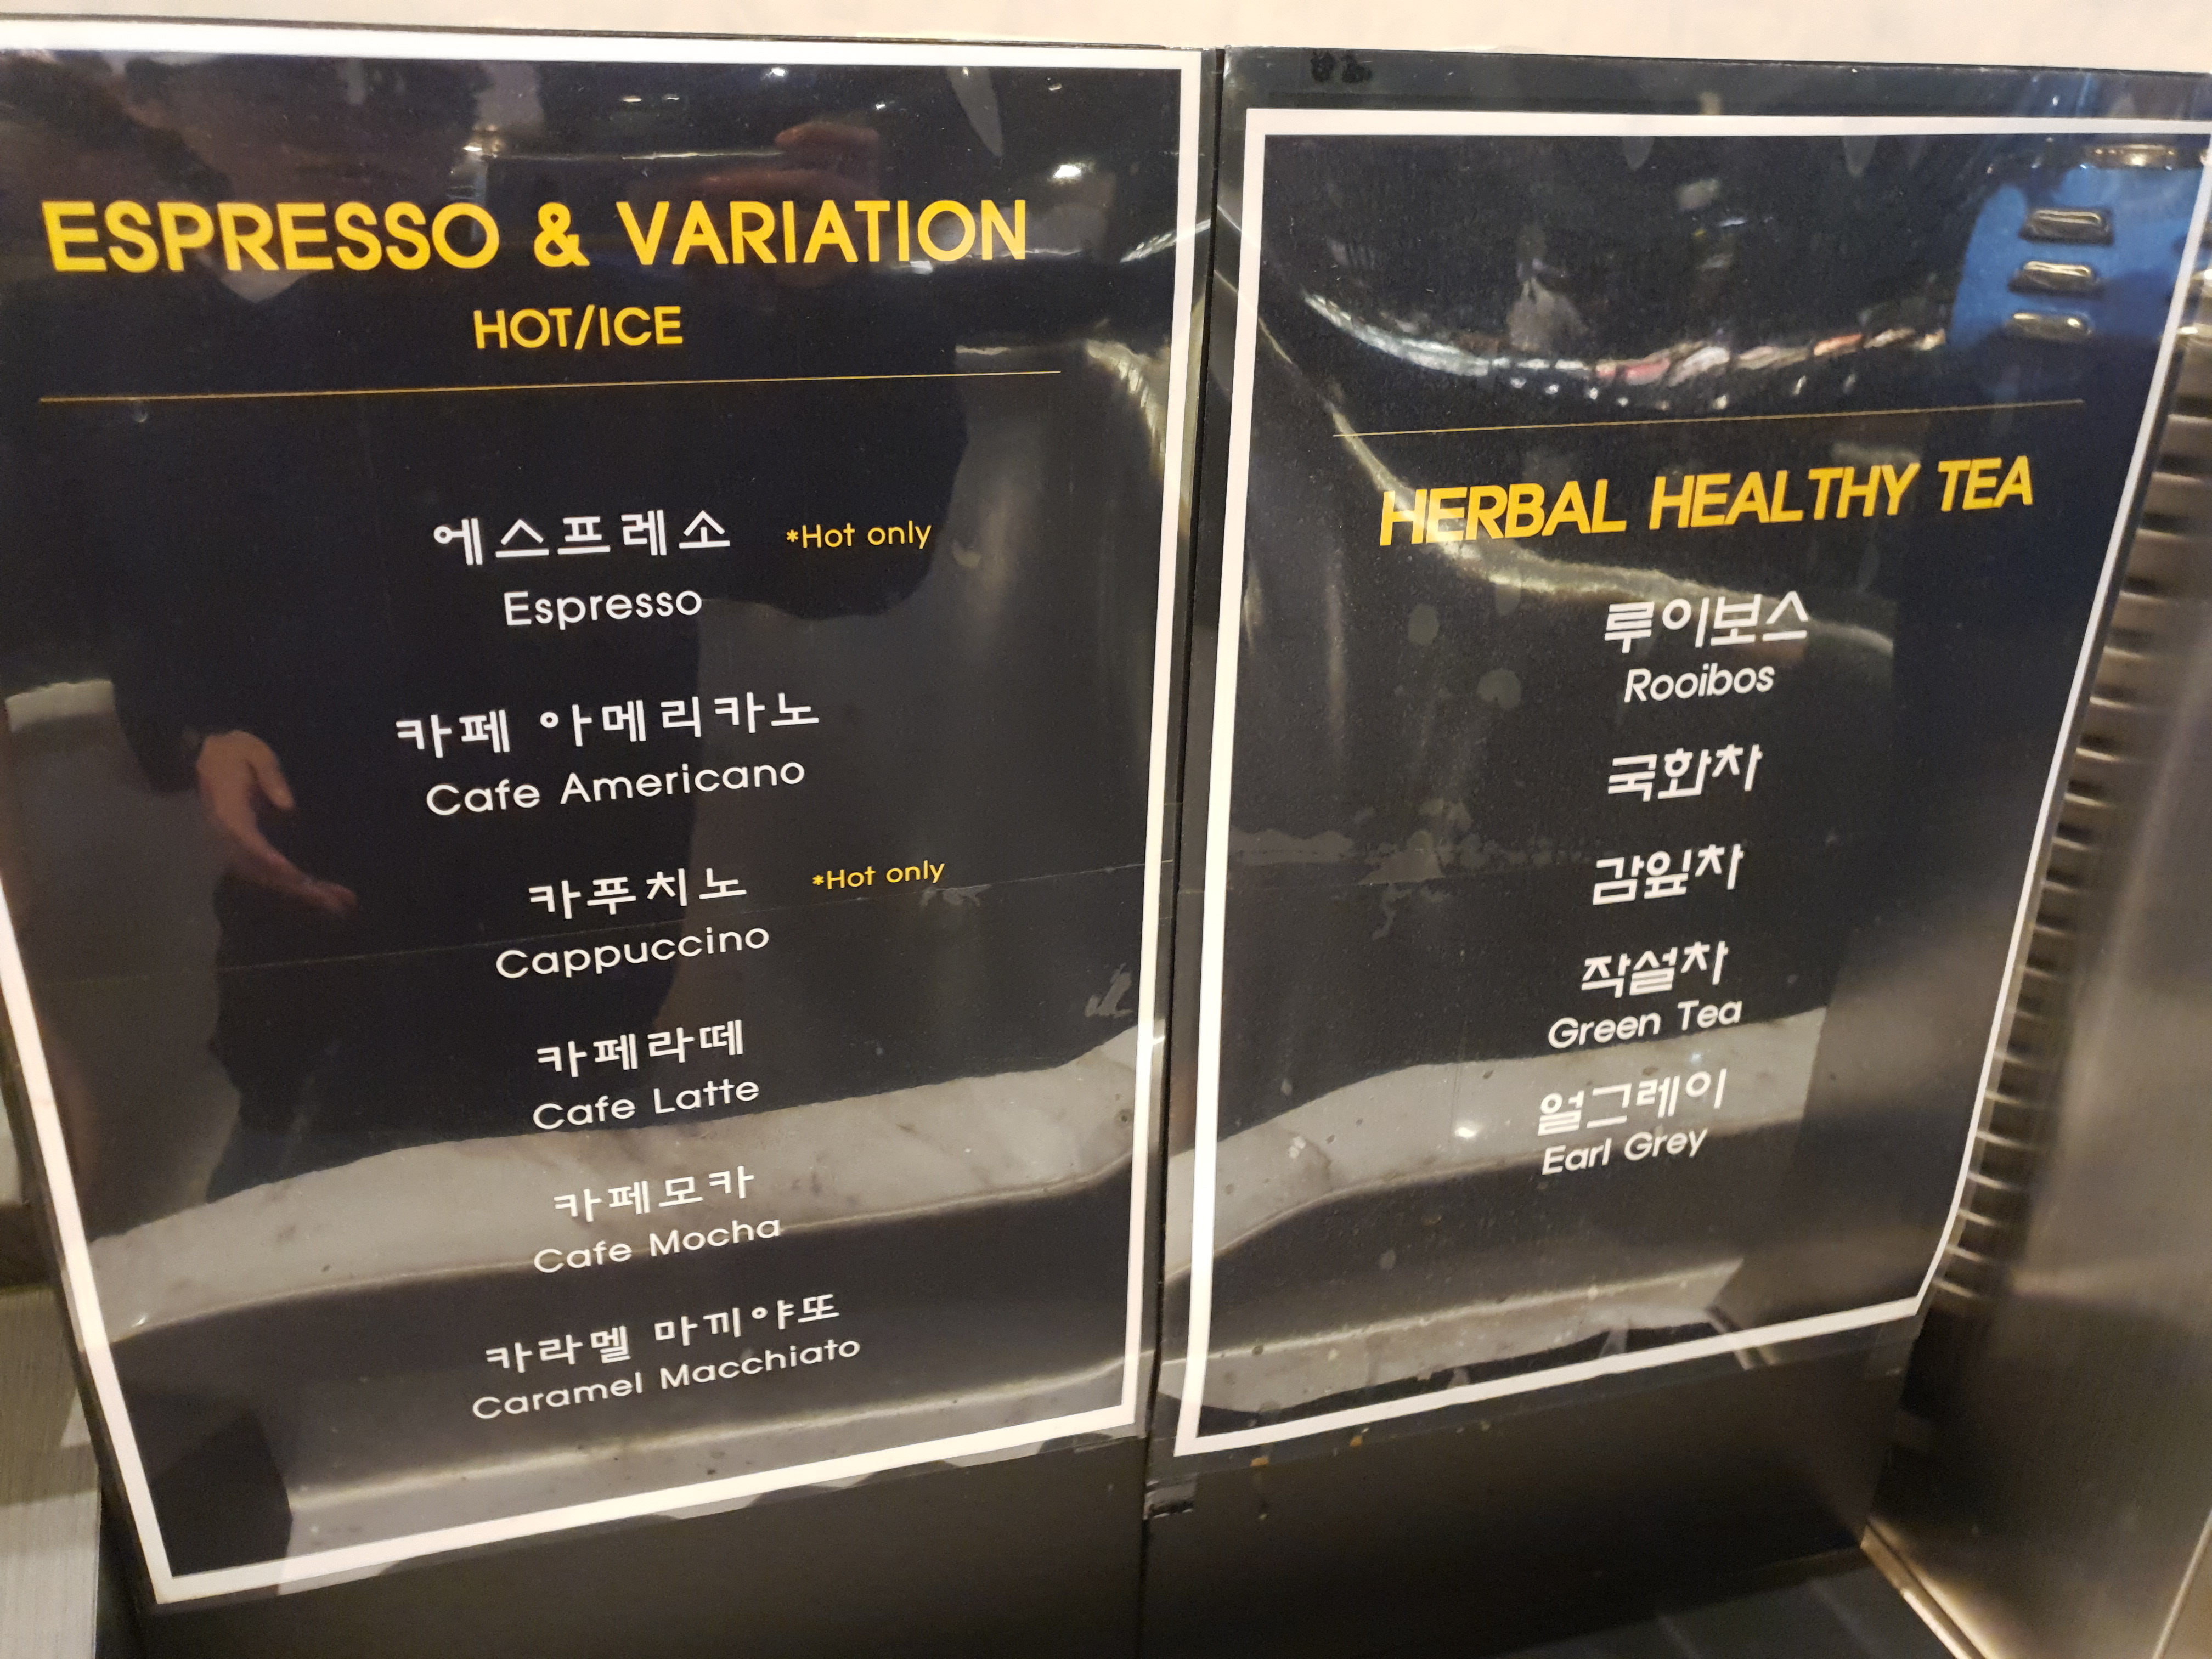 ESPRESSO & VARIATION
HOT/ICE
에스프레소 *Hot only
Espresso
카페 아메리카노
Cafe Americano
카푸치노 *Hot only
Cappuccino
카페라떼
Cafe Latte
카페모카
Cafe Mocha
카라멜 마끼야또
Caramel Macchiato
HERBAL HEALTHY TEA
루이보스
Rooibos
국화차
감잎차
작설차
Green Tea
얼그레이
Earl Grey